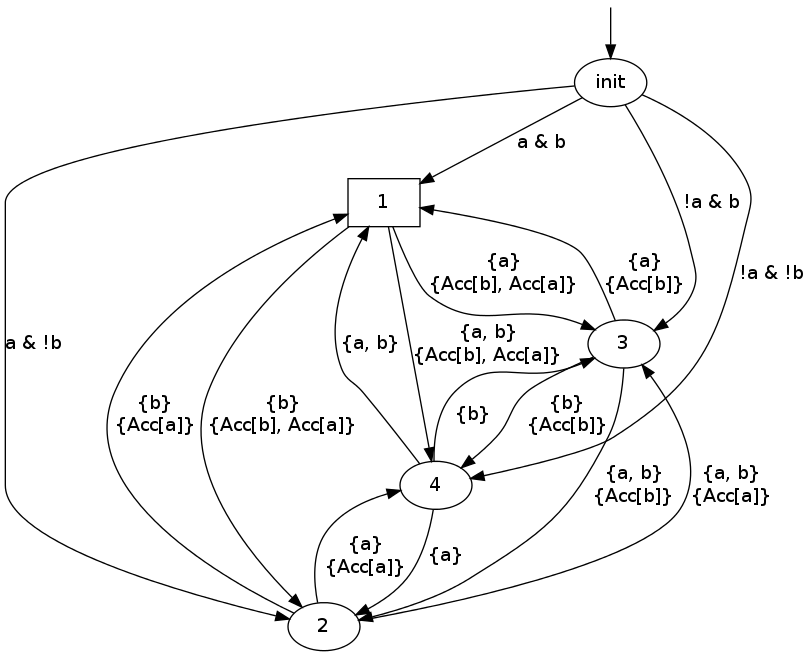 init
a & b
1
!a & b
{a}
{Acc[b], Acc[a]}
{a}
{Acc[b]}
!a & !b
a & !b
{a, b}
{a, b}
{Acc[b], Acc[a]}
3
{b}
{Acc[a]}
{b}
{Acc[b], Acc[a]}
{b}
{b}
{Acc[b]}
4
{a, b}
{Acc[b]}
{a, b}
{Acc[a]}
{a}
{Acc[a]}
{a}
2